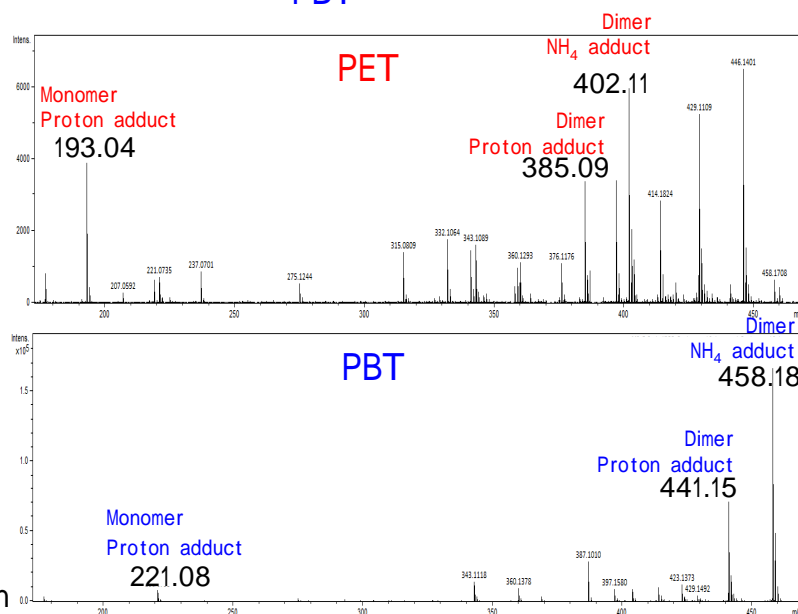 PBT
Intens.
PET
Dimer
NH4 adduct
402.11
446.1401
6000
Monomer
Proton adduct
193.04
Dimer
Proton adduct
385.09
429.1109
4000
414.1824
2000
207.0592
221.0735
237.0701
275.1244
315.0809
332.1064
343.1089
360.1293
376.1176
458.1708
0
200
250
300
350
400
450
m
Intens.
x10⁵
PBT
Dimer
NH4 adduct
458.18
1.5
1.0
0.5
0.0
Dimer
Proton adduct
441.15
Monomer
Proton adduct
221.08
343.1118
360.1378
387.1010
397.1580
423.1373
429.1492
200
250
300
350
400
m
n